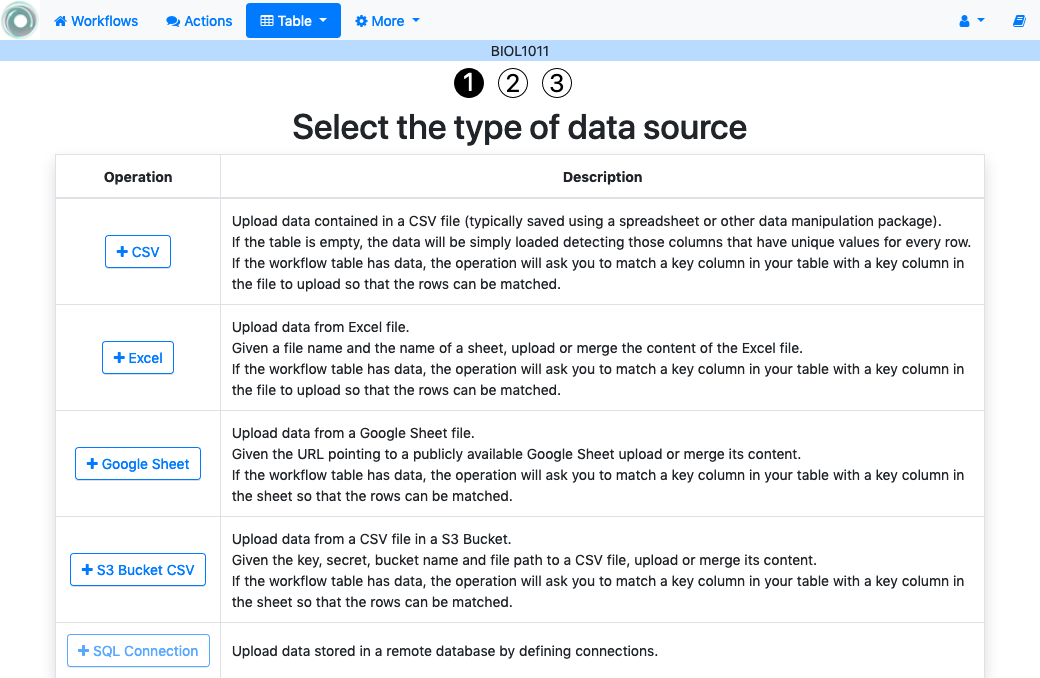 Workflows Actions Table More
BIOL1011
1 2 3
Select the type of data source
Operation Description
CSV
Upload data contained in a CSV file (typically saved using a spreadsheet or other data manipulation package).
If the table is empty, the data will be simply loaded detecting those columns that have unique values for every row.
If the workflow table has data, the operation will ask you to match a key column in your table with a key column in
the file to upload so that the rows can be matched.
Excel
Upload data from Excel file.
Given a file name and the name of a sheet, upload or merge the content of the Excel file.
If the workflow table has data, the operation will ask you to match a key column in your table with a key column in
the file to upload so that the rows can be matched.
Google Sheet
Upload data from a Google Sheet file.
Given the URL pointing to a publicly available Google Sheet upload or merge its content.
If the workflow table has data, the operation will ask you to match a key column in your table with a key column in
the sheet so that the rows can be matched.
S3 Bucket CSV
Upload data from a CSV file in a S3 Bucket.
Given the key, secret, bucket name and file path to a CSV file, upload or merge its content.
If the workflow table has data, the operation will ask you to match a key column in your table with a key column in
the sheet so that the rows can be matched.
SQL Connection
Upload data stored in a remote database by defining connections.